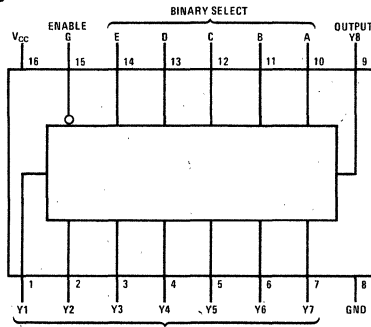 BINARY SELECT
ENABLE OUTPUT
VCC G E D C B A Y8
16 15 14 13 12 11 10 9
1 2 3 4 5 6 7 8
Y1 Y2 Y3 Y4 Y5 Y6 Y7 GND